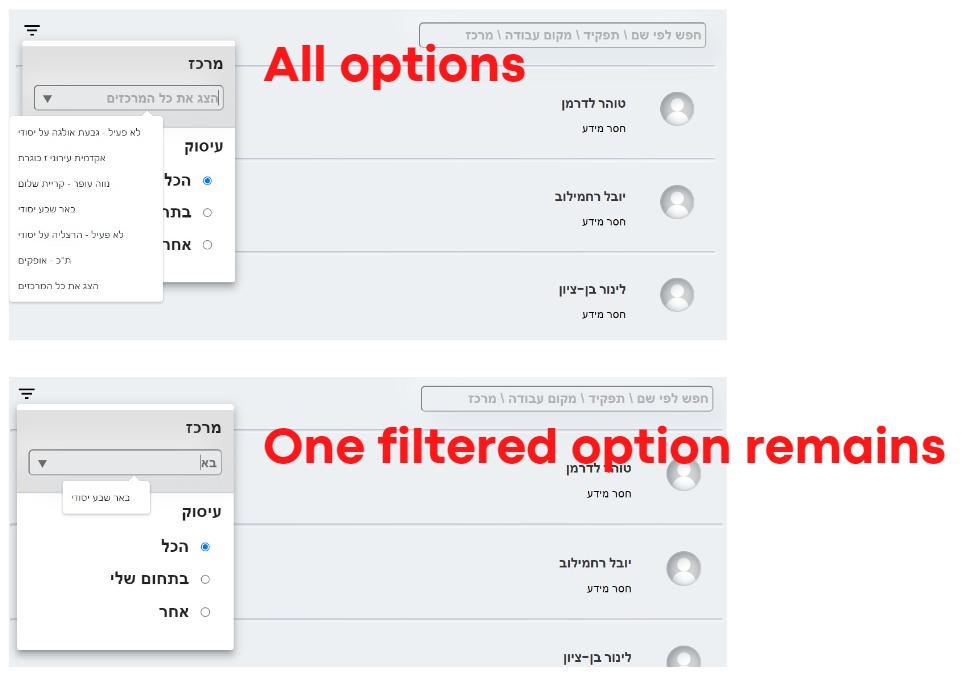 חפש לפי שם \ תפקיד \ מקום עבודה \ מרכז
All options
מרכז
הצג את כל המרכזים
לא פעיל - גבעת אולגה על יסודי
אקדמית עירוני ז כוגרת
נווה עופר - קריית שלום
באר שבע יסודי
לא פעיל - הרצליה על יסודי
ת"כ - אופקים
הצג את כל המרכזים
עיסוק
הכל
בתח
אחר
טוהר לדרמן
חסר מידע
יובל רחמילוב
חסר מידע
לינור בן-ציון
חסר מידע
חפש לפי שם \ תפקיד \ מקום עבודה \ מרכז
One filtered option remains
מרכז
בא
באר שבע יסודי
עיסוק
הכל
בתחום שלי
אחר
טוהר לדרמן
חסר מידע
יובל רחמילוב
חסר מידע
לינור בן-ציון